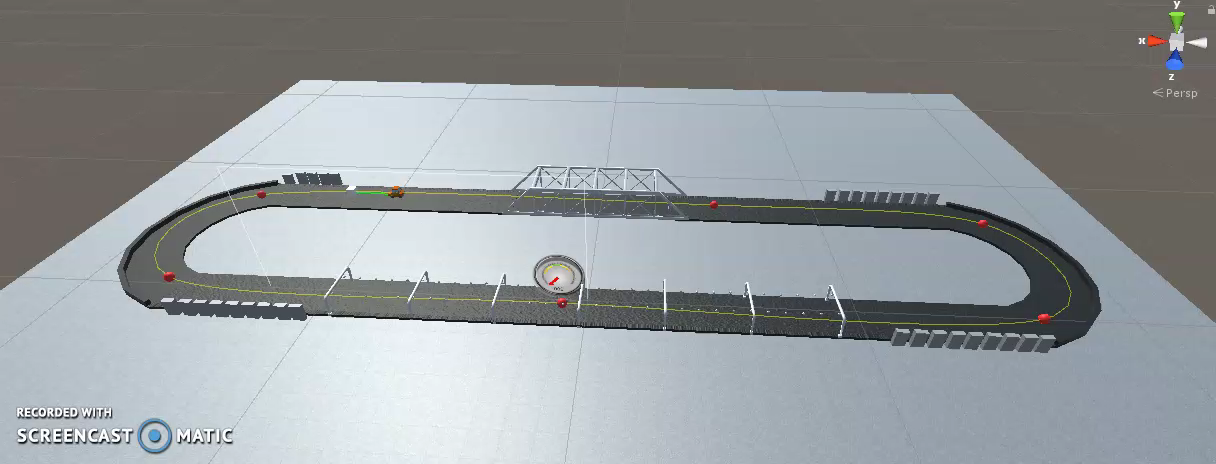 y
x
z
Persp
RECORDED WITH
SCREENCAST MATIC